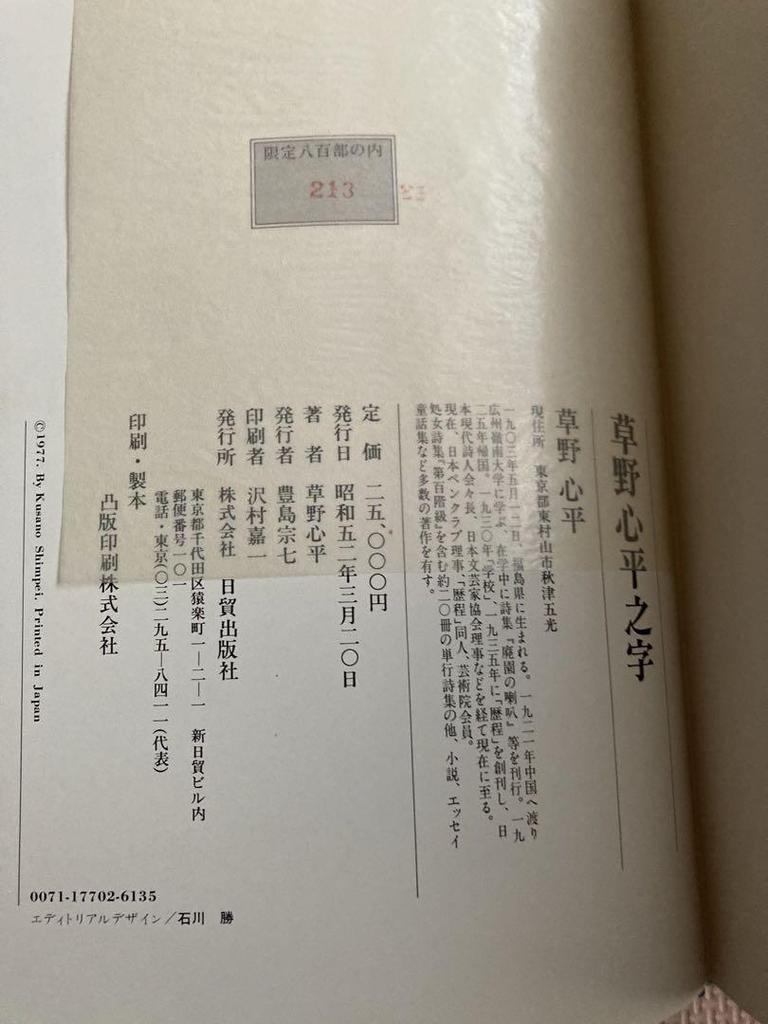 限定八百部の内
213
草野心平之字
草野 心平
現住所　東京都東村山市秋津五光
一九〇三年五月一二日、福島県に生まれる。一九二一年中国へ渡り
広州嶺南大学に学ぶ、在学中に詩集『廃園の喇叭』等を刊行。一九
二五年帰国。一九三〇年「学校」、一九三五年に「歴程」を創刊し、日
本現代詩人会々長、日本文芸家協会理事などを経て現在に至る。
現在、日本ペンクラブ理事「歴程」同人、芸術院会員。
処女詩集『第百階級』を含む約二〇冊の単行詩集の他、小説、エッセイ
童話集など多数の著作を有す。
定　価　二五、〇〇〇円
発行日　昭和五二年三月二〇日
著　者　草野心平
発行者　豊島宗七
印刷者　沢村嘉一
発行所　株式会社　日貿出版社
東京都千代田区猿楽町一—二—一　新日貿ビル内
郵便番号一〇一
電話・東京(〇三)二九五—八四一一(代表)
印刷・製本
凸版印刷株式会社
©1977. By Kusano Shimpei, Printed in Japan
0071-17702-6135
エディトリアルデザイン／石川　勝